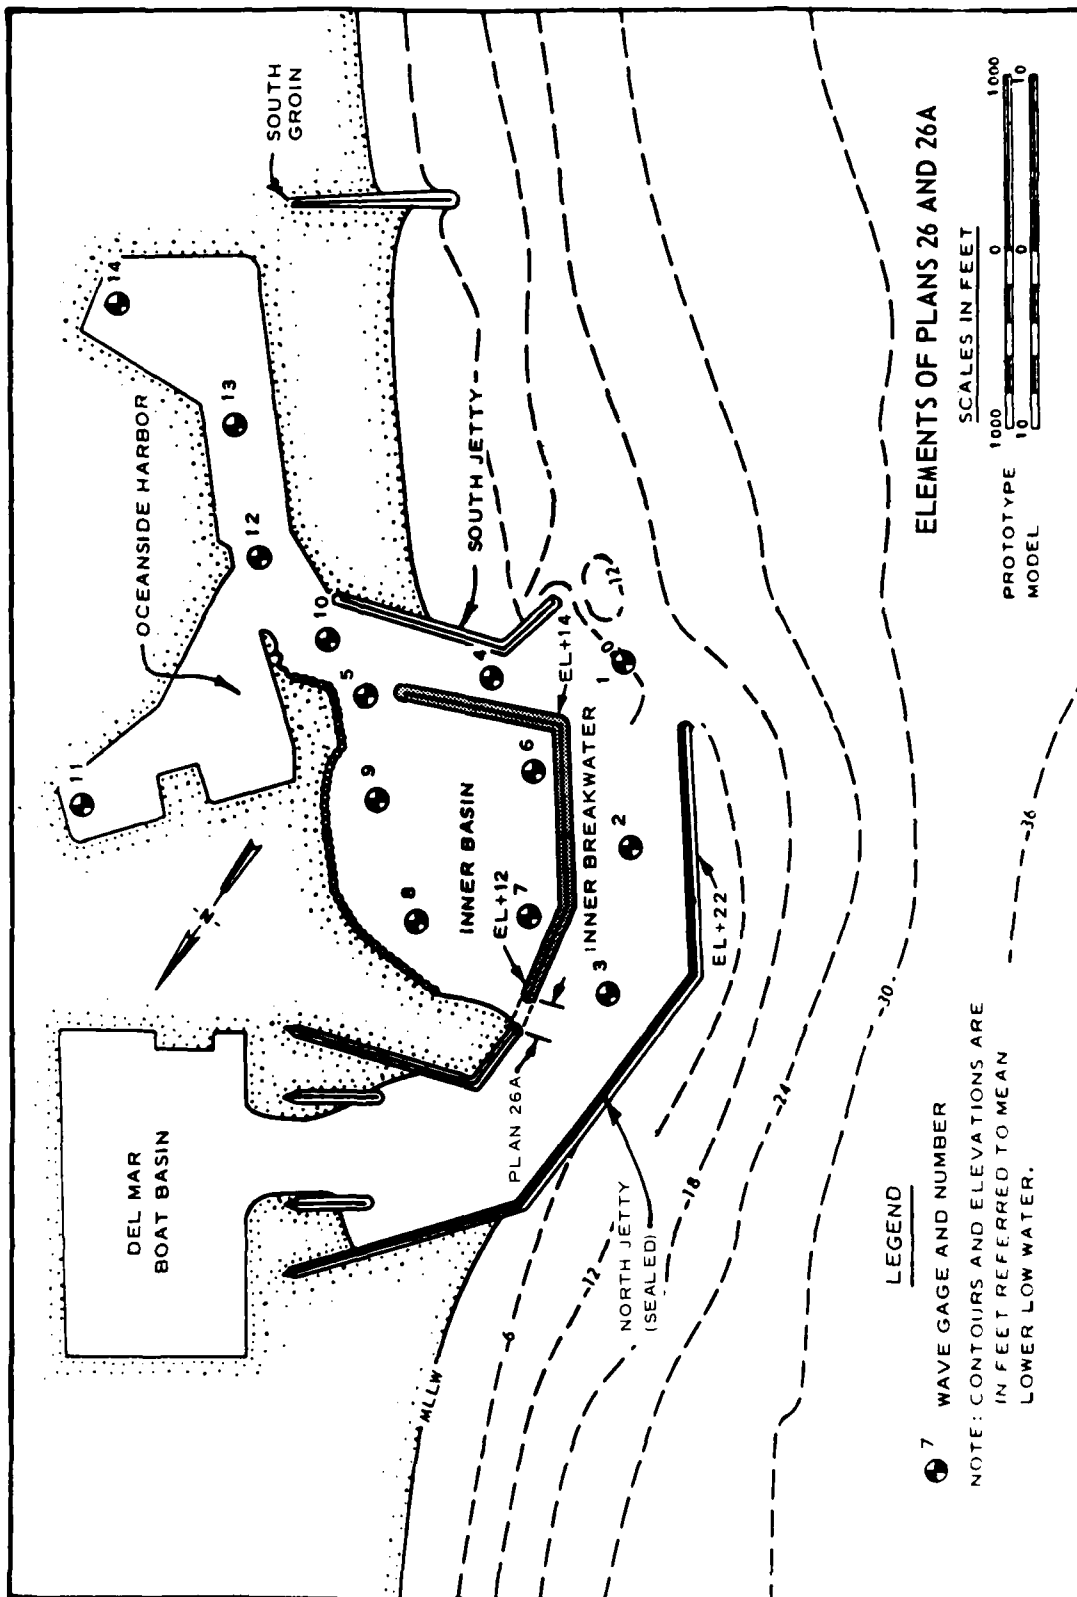 SOUTH
GROIN
14
OCEANSIDE HARBOR
13
12
10
SOUTH JETTY
11
5
4
-12
0
1
EL+14
9
6
INNER BASIN
INNER BREAKWATER
2
8
EL+12
7
3
EL+22
N
PLAN 26A
DEL MAR
BOAT BASIN
NORTH JETTY
(SEALED)
MLLW
-6
-12
-18
-24
-30
-36
ELEMENTS OF PLANS 26 AND 26A
SCALES IN FEET
PROTOTYPE 1000 0 1000
MODEL 10 0 10
LEGEND
7 WAVE GAGE AND NUMBER
NOTE: CONTOURS AND ELEVATIONS ARE
IN FEET REFERRED TO MEAN
LOWER LOW WATER.